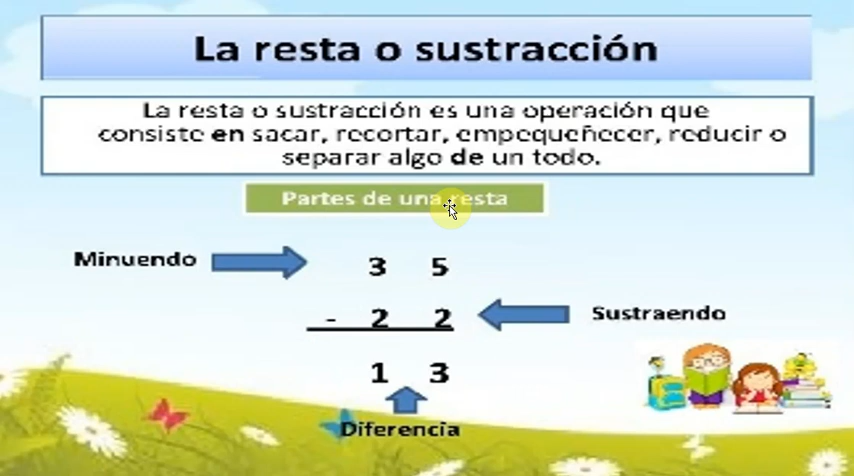 La resta o sustracción
La resta o sustracción es una operación que
consiste en sacar, recortar, empequeñecer, reducir o
separar algo de un todo.
Partes de una resta
Minuendo
3 5
- 2 2
Sustraendo
1 3
Diferencia